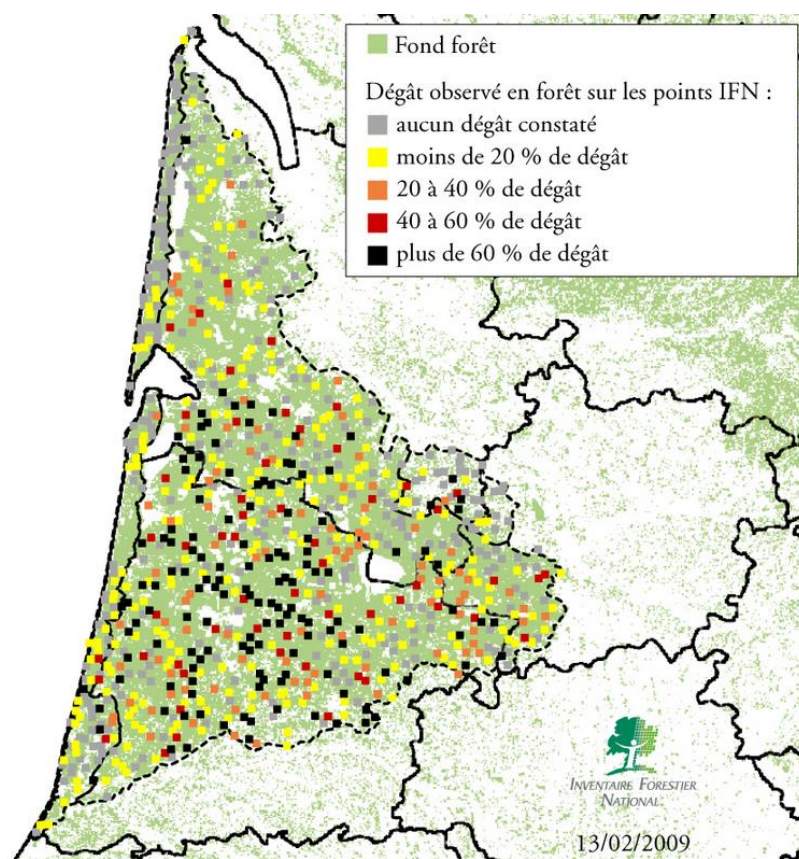 Fond forêt
Dégât observé en forêt sur les points IFN :
aucun dégât constaté
moins de 20 % de dégât
20 à 40 % de dégât
40 à 60 % de dégât
plus de 60 % de dégât
INVENTAIRE FORESTIER
NATIONAL
13/02/2009